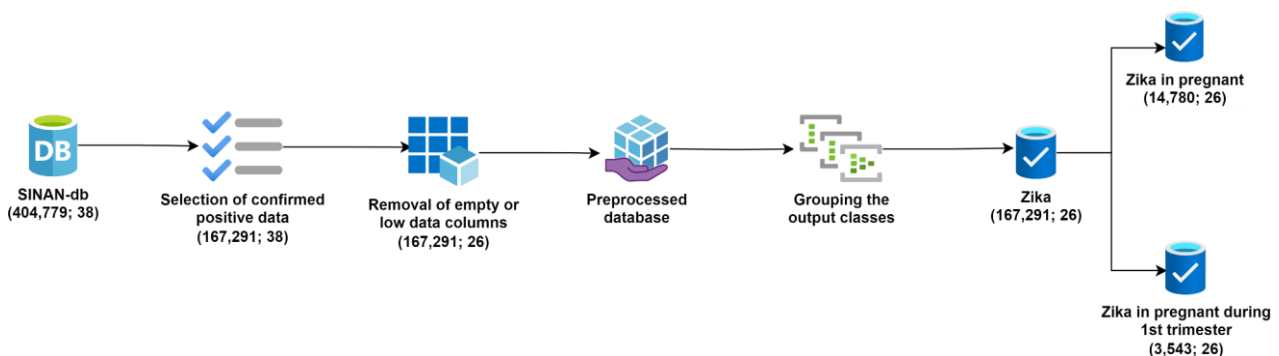 DB
SINAN-db
(404,779; 38)
Selection of confirmed
positive data
(167,291; 38)
Removal of empty or
low data columns
(167,291; 26)
Preprocessed
database
Grouping the
output classes
Zika
(167,291; 26)
Zika in pregnant
(14,780; 26)
Zika in pregnant during
1st trimester
(3,543; 26)